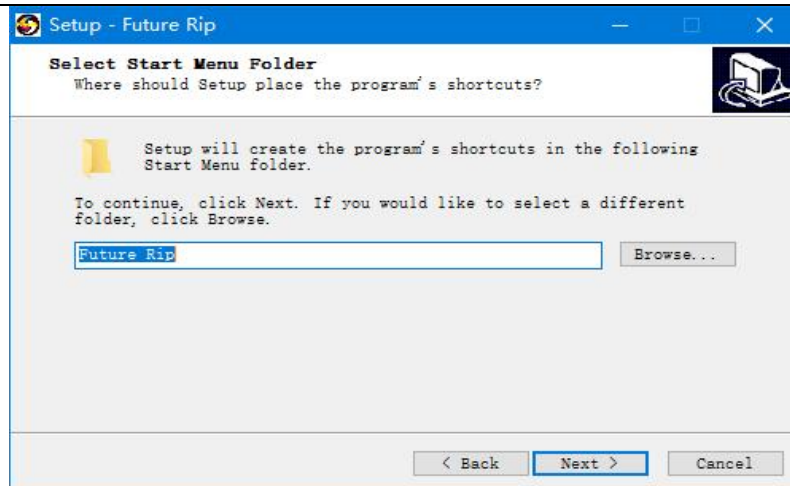 Setup - Future Rip
Select Start Menu Folder
Where should Setup place the program's shortcuts?
Setup will create the program's shortcuts in the following
Start Menu folder.
To continue, click Next. If you would like to select a different
folder, click Browse.
Future Rip
Browse...
< Back
Next >
Cancel